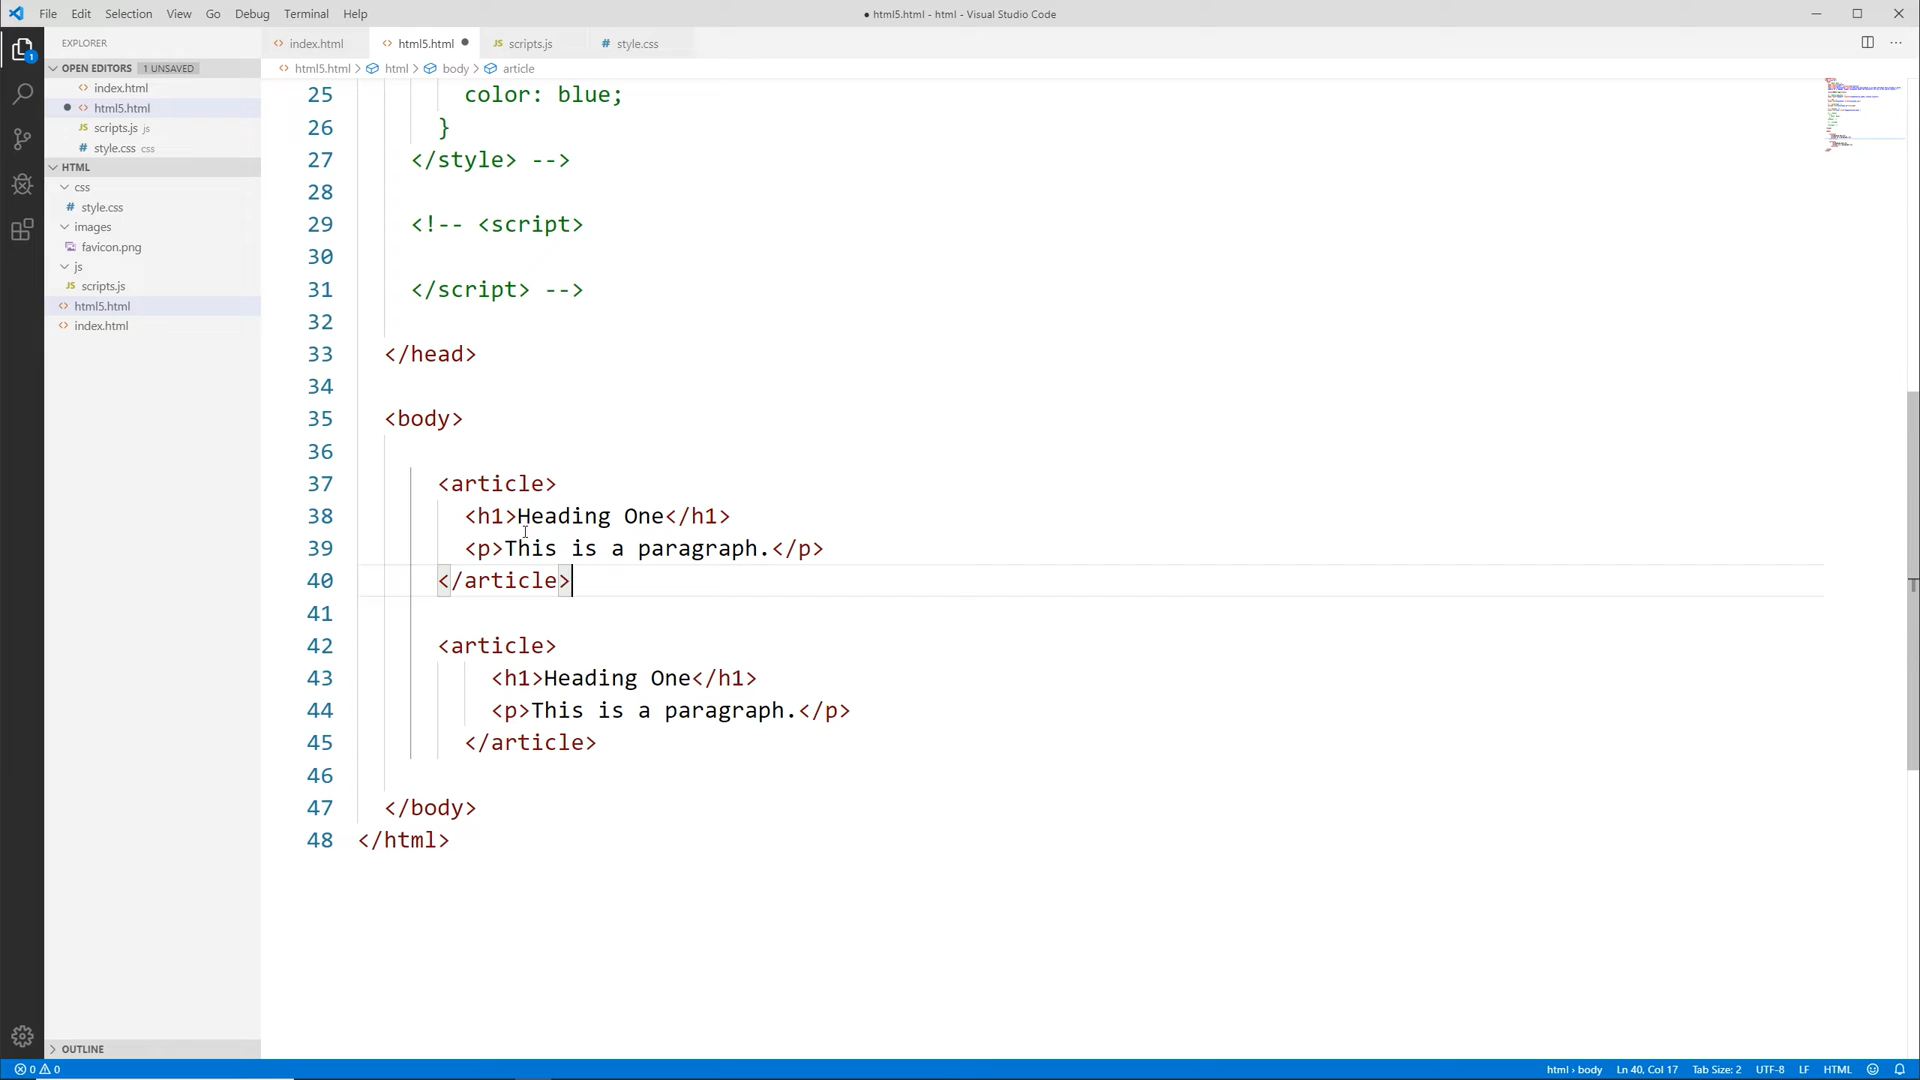 File Edit Selection View Go Debug Terminal Help
● html5.html - html - Visual Studio Code
EXPLORER
index.html html5.html scripts.js style.css
OPEN EDITORS 1 UNSAVED
index.html
html5.html
scripts.js js
style.css css
HTML
css
style.css
images
favicon.png
js
scripts.js
html5.html
index.html
OUTLINE
html5.html > html > body > article
25 color: blue;
26 }
27 </style> -->
28
29 <!-- <script>
30
31 </script> -->
32
33 </head>
34
35 <body>
36
37 <article>
38 <h1>Heading One</h1>
39 <p>This is a paragraph.</p>
40 </article>
41
42 <article>
43 <h1>Heading One</h1>
44 <p>This is a paragraph.</p>
45 </article>
46
47 </body>
48 </html>
0 0 html › body Ln 40, Col 17 Tab Size: 2 UTF-8 LF HTML
1